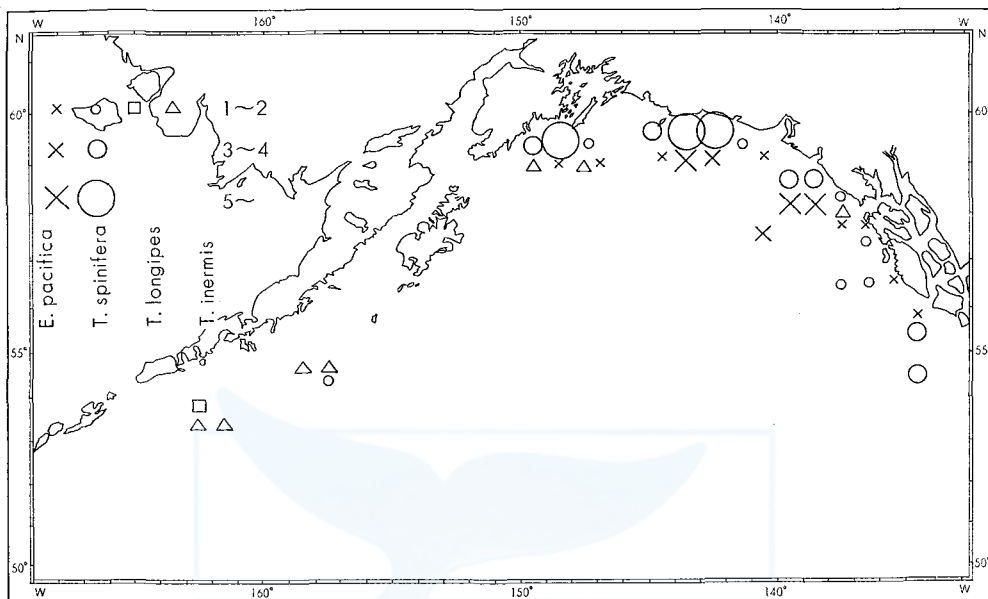 W 160° 150° 140° W
N N
60° 1~2 60°
3~4
5~
E. pacifica
T. spinifera
T. longipes
T. inermis
55° 55°
50° 50°
W 160° 150° 140° W